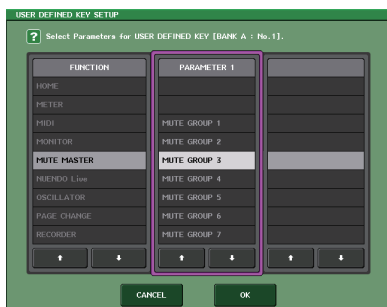 USER DEFINED KEY SETUP
? Select Parameters for USER DEFINED KEY [BANK A : No.1].
FUNCTION
HOME
METER
MIDI
MONITOR
MUTE MASTER
NUENDO Live
OSCILLATOR
PAGE CHANGE
RECORDER
PARAMETER 1
MUTE GROUP 1
MUTE GROUP 2
MUTE GROUP 3
MUTE GROUP 4
MUTE GROUP 5
MUTE GROUP 6
MUTE GROUP 7
CANCEL
OK